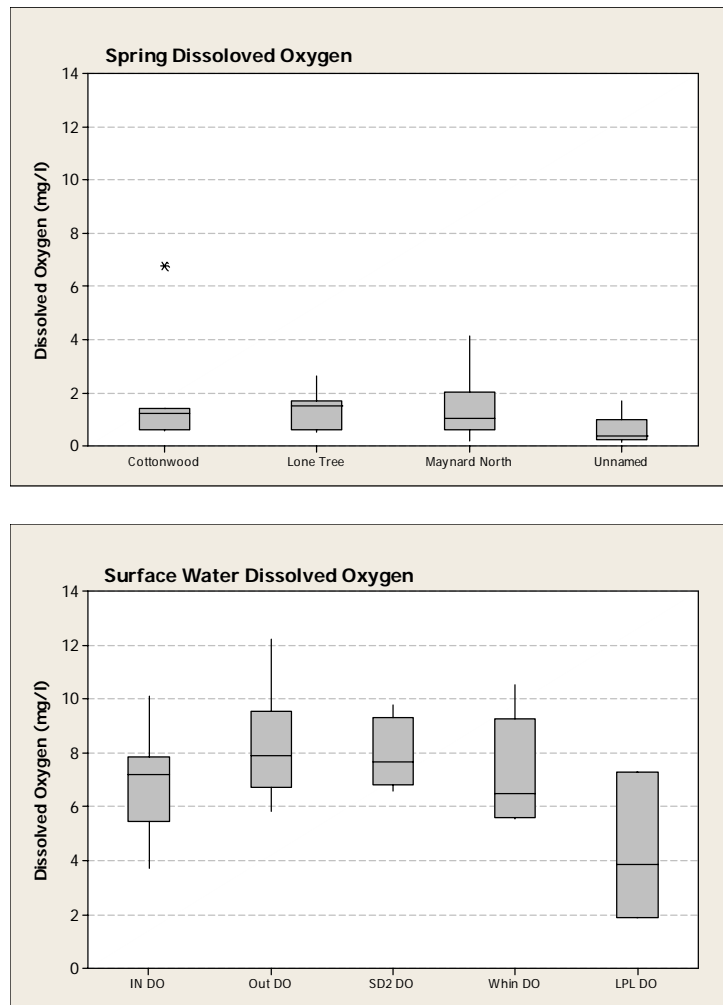 Spring Dissoloved Oxygen
Dissolved Oxygen (mg/l)
14
12
10
8
6
4
2
0
Cottonwood Lone Tree Maynard North Unnamed
Surface Water Dissolved Oxygen
Dissolved Oxygen (mg/l)
14
12
10
8
6
4
2
0
IN DO Out DO SD2 DO Whin DO LPL DO